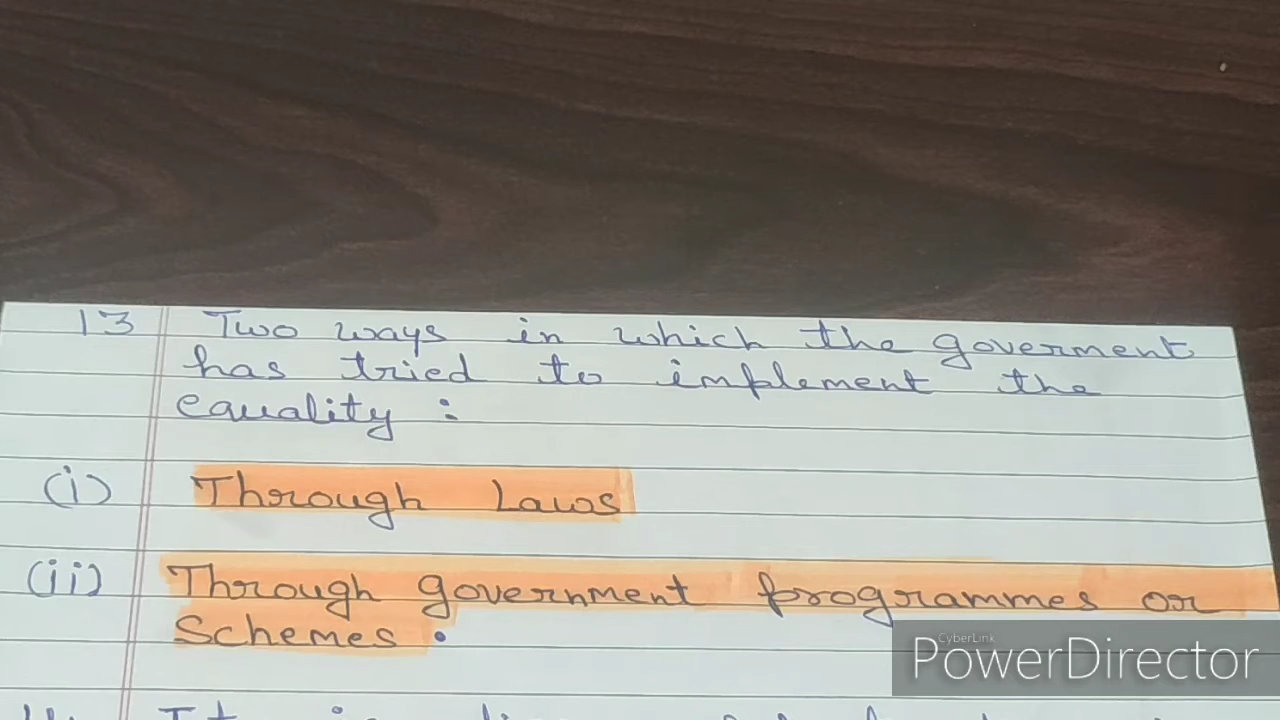 13 Two ways in which the goverment
has tried to implement the
equality :
(i) Through Laws
(ii) Through government programmes or
Schemes.
CyberLink
PowerDirector